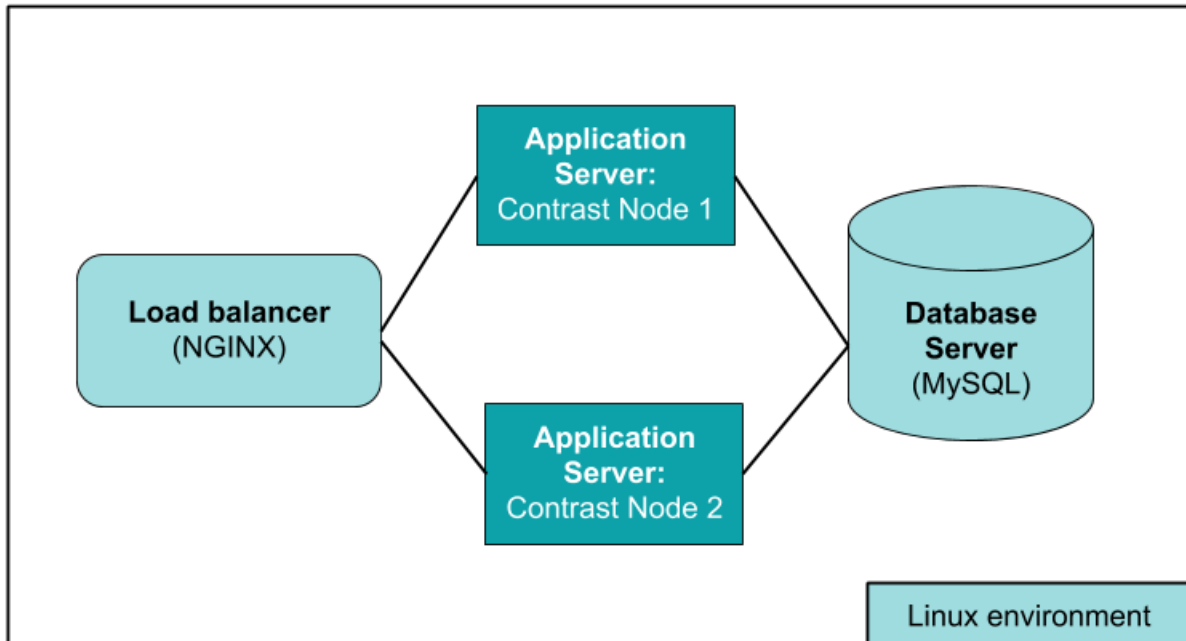 Application
Server:
Contrast Node 1
Load balancer
(NGINX)
Database
Server
(MySQL)
Application
Server:
Contrast Node 2
Linux environment